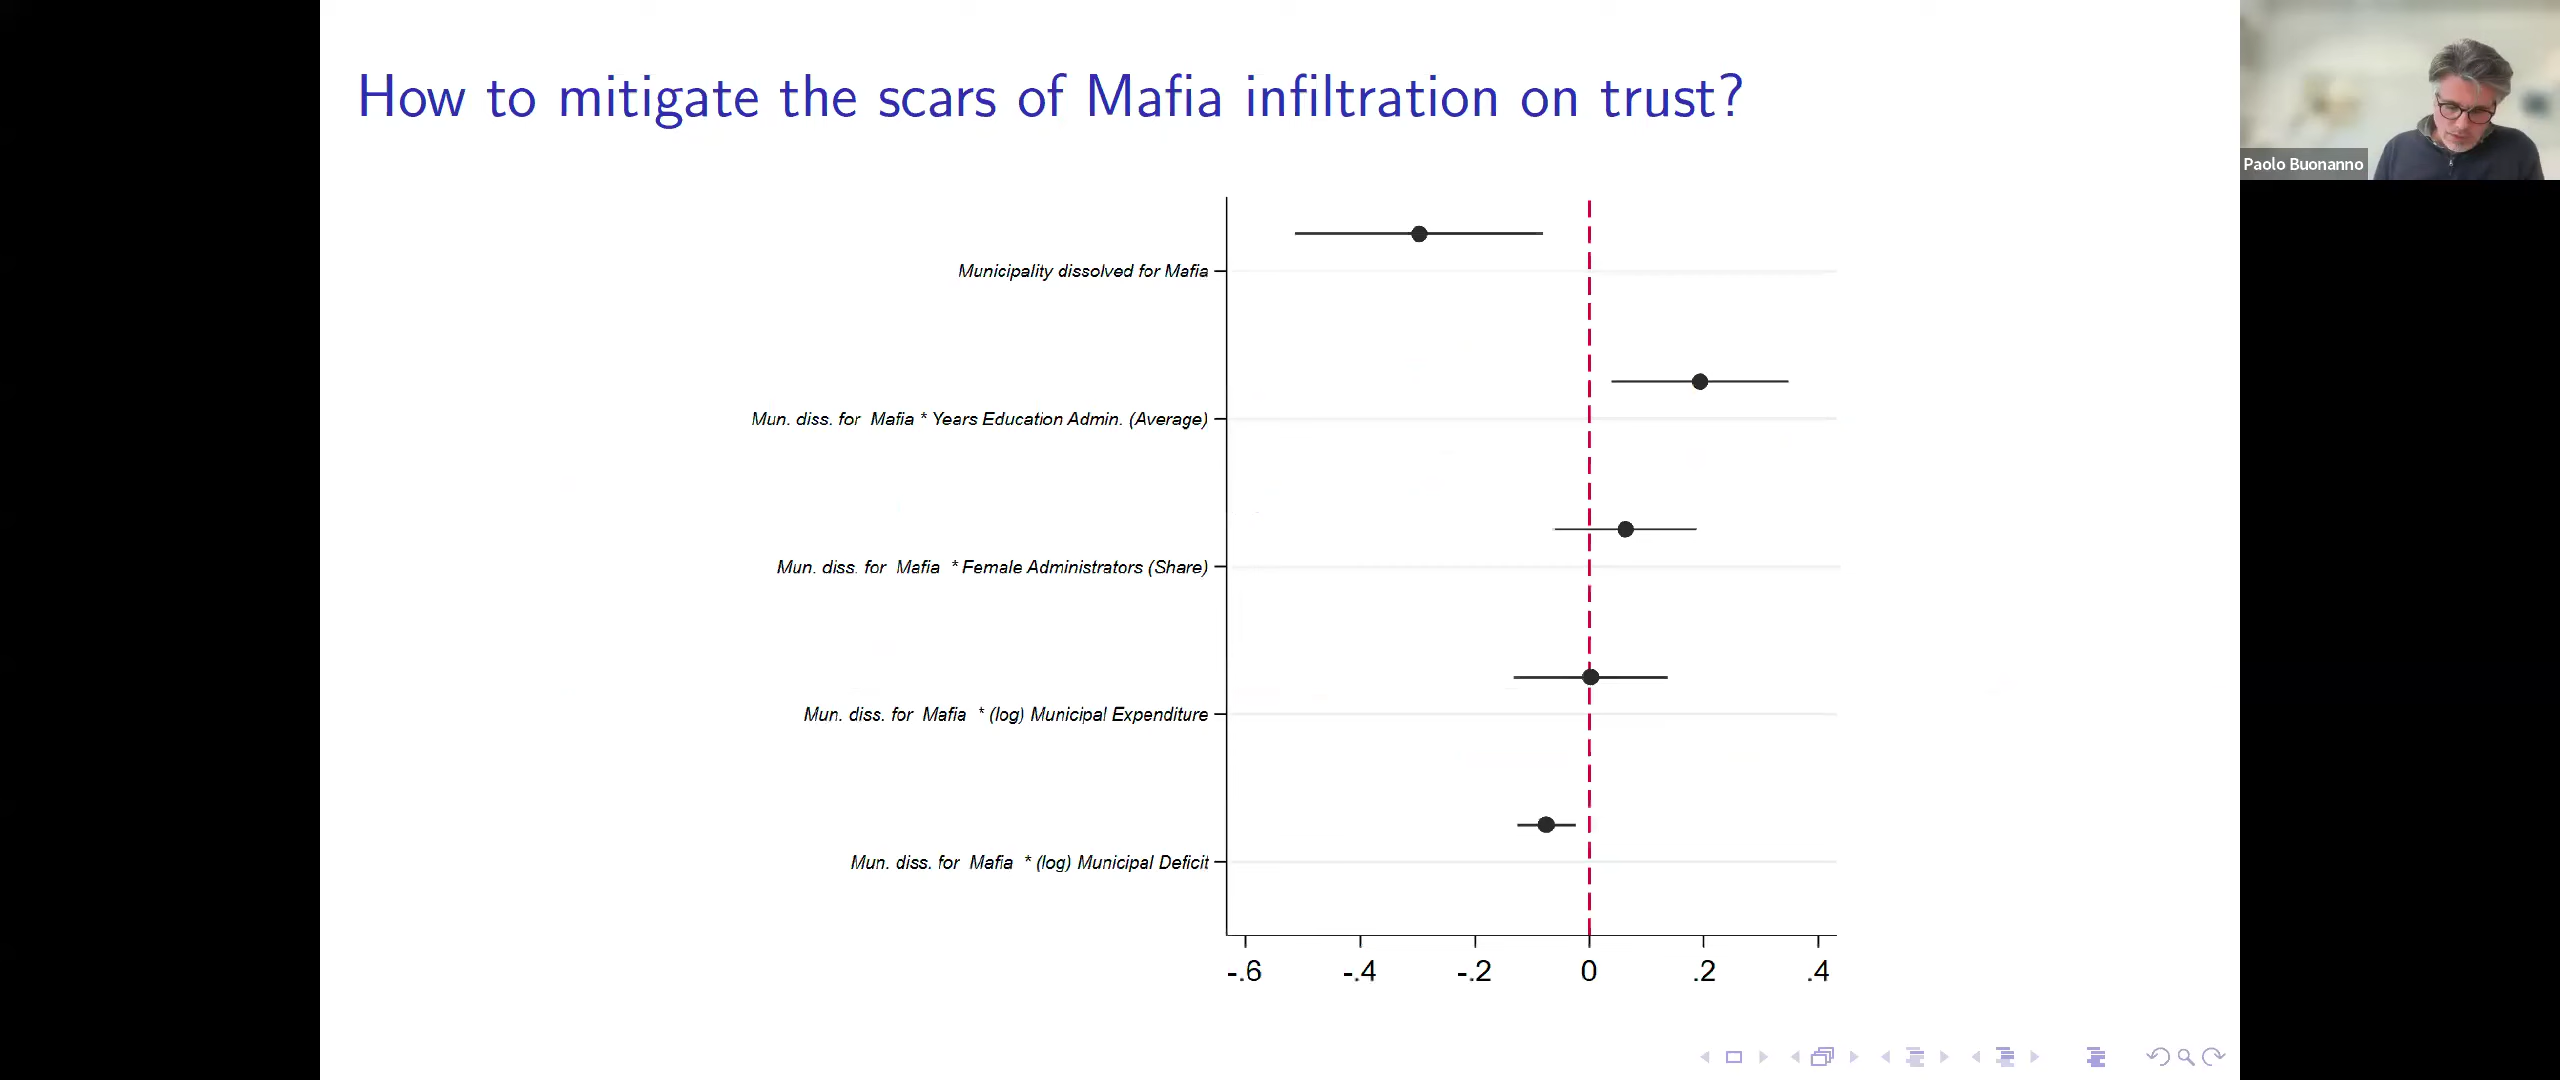 How to mitigate the scars of Mafia infiltration on trust?
Paolo Buonanno
Municipality dissolved for Mafia
Mun. diss. for Mafia * Years Education Admin. (Average)
Mun. diss. for Mafia * Female Administrators (Share)
Mun. diss. for Mafia * (log) Municipal Expenditure
Mun. diss. for Mafia * (log) Municipal Deficit
-.6 -.4 -.2 0 .2 .4